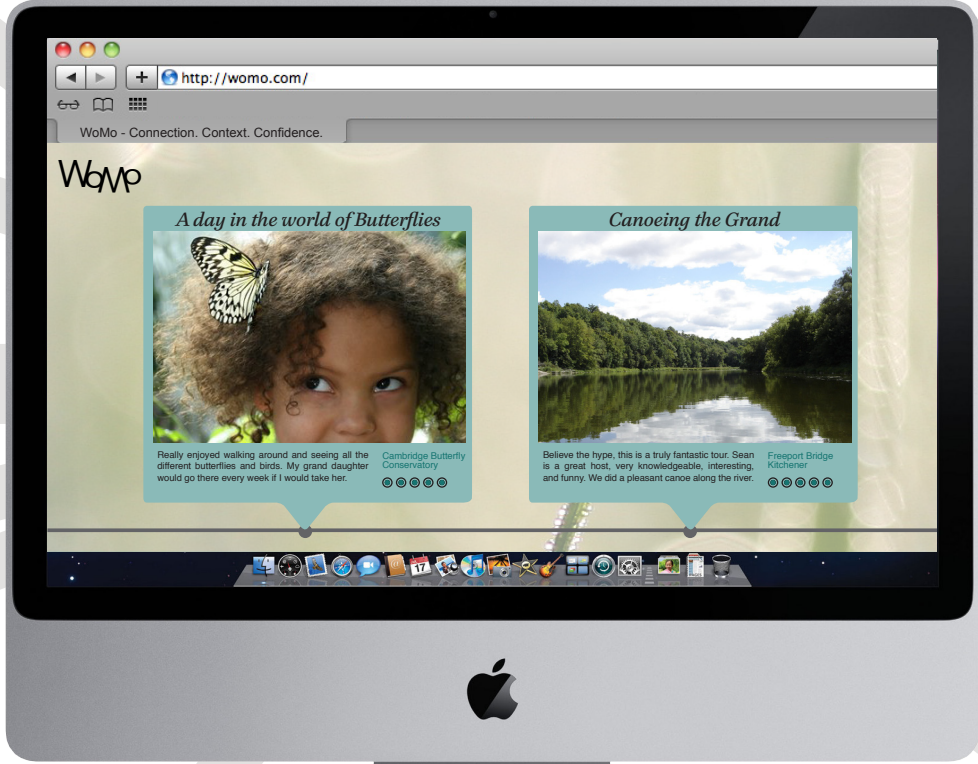 http://womo.com/
WoMo - Connection. Context. Confidence.
WoMo
A day in the world of Butterflies
Really enjoyed walking around and seeing all the
different butterflies and birds. My grand daughter
would go there every week if I would take her.
Cambridge Butterfly
Conservatory
Canoeing the Grand
Believe the hype, this is a truly fantastic tour. Sean
is a great host, very knowledgeable, interesting,
and funny. We did a pleasant canoe along the river.
Freeport Bridge
Kitchener
17